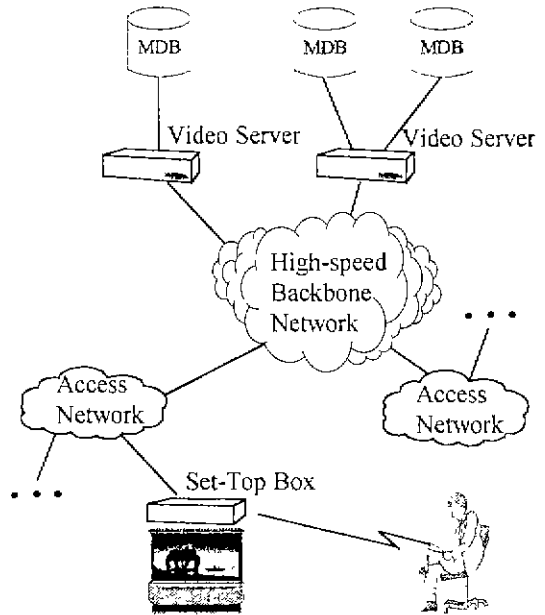 MDB
MDB
MDB
Video Server
Video Server
High-speed
Backbone
Network
Access
Network
Access
Network
Set-Top Box